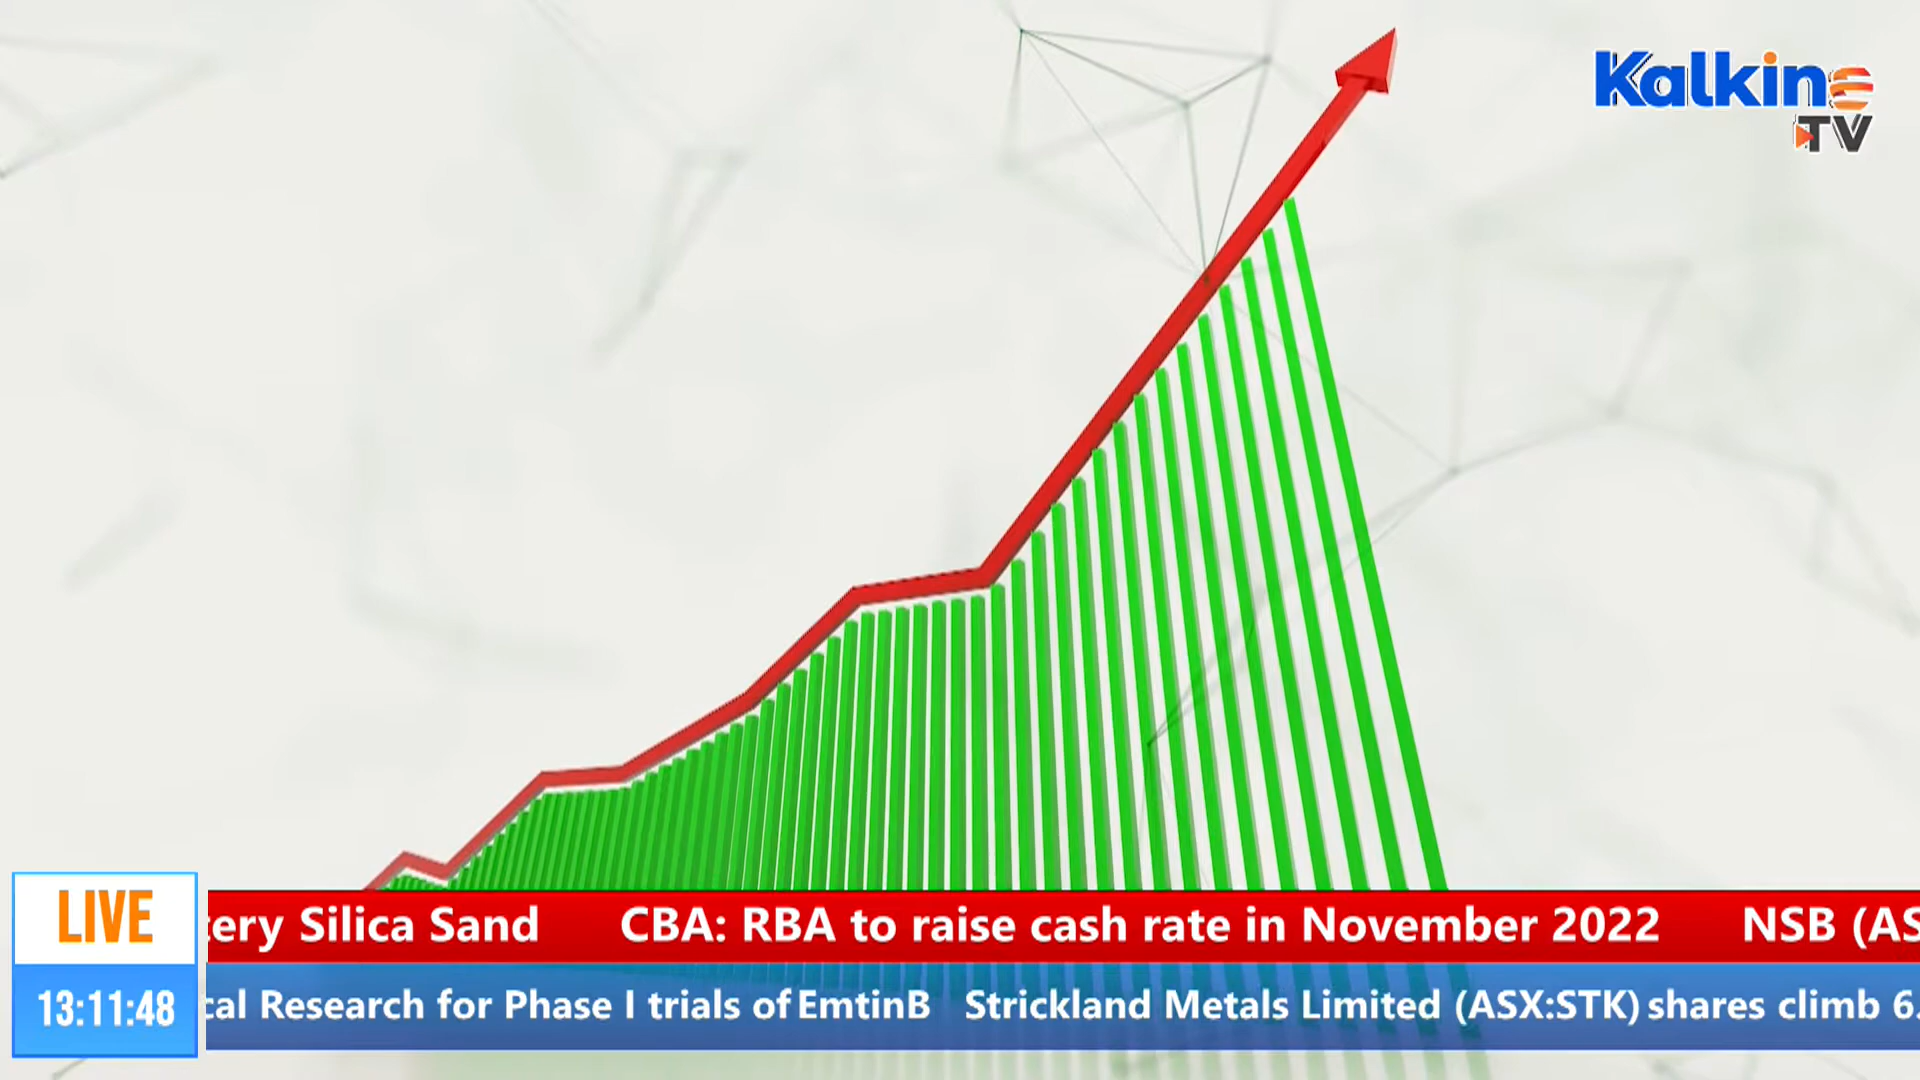 Kalkine
TV
LIVE
tery Silica Sand CBA: RBA to raise cash rate in November 2022 NSB (AS
13:11:48
cal Research for Phase I trials of EmtinB Strickland Metals Limited (ASX:STK) shares climb 6.